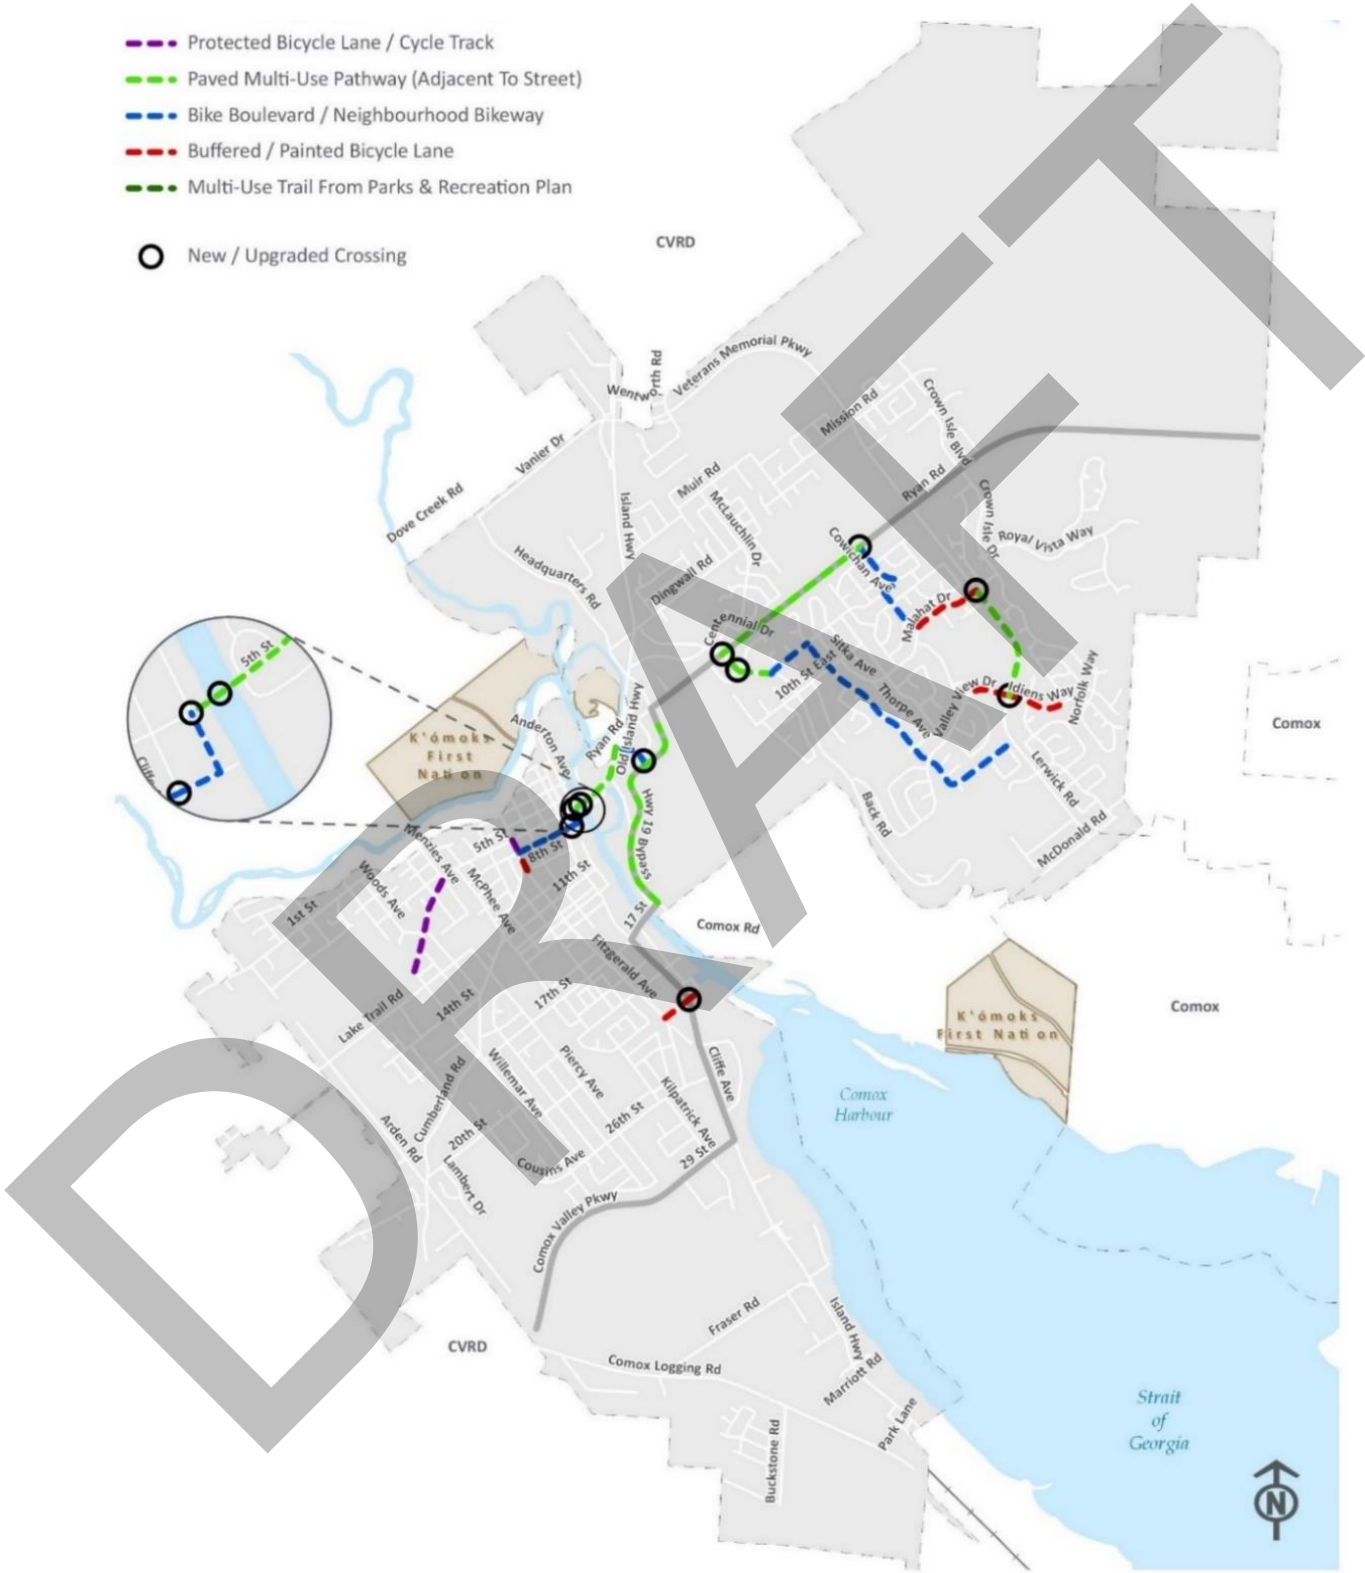 Protected Bicycle Lane / Cycle Track
Paved Multi-Use Pathway (Adjacent To Street)
Bike Boulevard / Neighbourhood Bikeway
Buffered / Painted Bicycle Lane
Multi-Use Trail From Parks & Recreation Plan
New / Upgraded Crossing
CVRD
Veterans Memorial Pkwy
Wentworth Rd
Mission Rd
Crown Isle Blvd
Vanier Dr
Muir Rd
Ryan Rd
Dove Creek Rd
McLauchlin Dr
Island Hwy
Crown Isle Dr
Royal Vista Way
Headquarters Rd
Dingwall Rd
Cowichan Ave
Malahat Dr
Centennial Dr
Sitka Ave
10th St East
Thorpe Ave
Valley View Dr
Idiens Way
Norfolk Way
5th St
Cliffe
K'ómoks
First
Nation
2
Anderton Ave
Ryan Rd
Old Island Hwy
Comox
Lerwick Rd
Back Rd
McDonald Rd
Hwy 19 Bypass
Menzies Ave
5th St
8th St
11th St
Woods Ave
McPhee Ave
1st St
17 St
Comox Rd
Fitzgerald Ave
17th St
14th St
Lake Trail Rd
K'ómoks
First Nation
Comox
Comox
Harbour
Cliffe Ave
Piercy Ave
Willemar Ave
Kilpatrick Ave
Cumberland Rd
26th St
20th St
Arden Rd
Cousins Ave
29 St
Lambert Dr
Comox Valley Pkwy
Fraser Rd
Island Hwy
CVRD
Comox Logging Rd
Marriott Rd
Park Lane
Buckstone Rd
Strait
of
Georgia
N
DRAFT